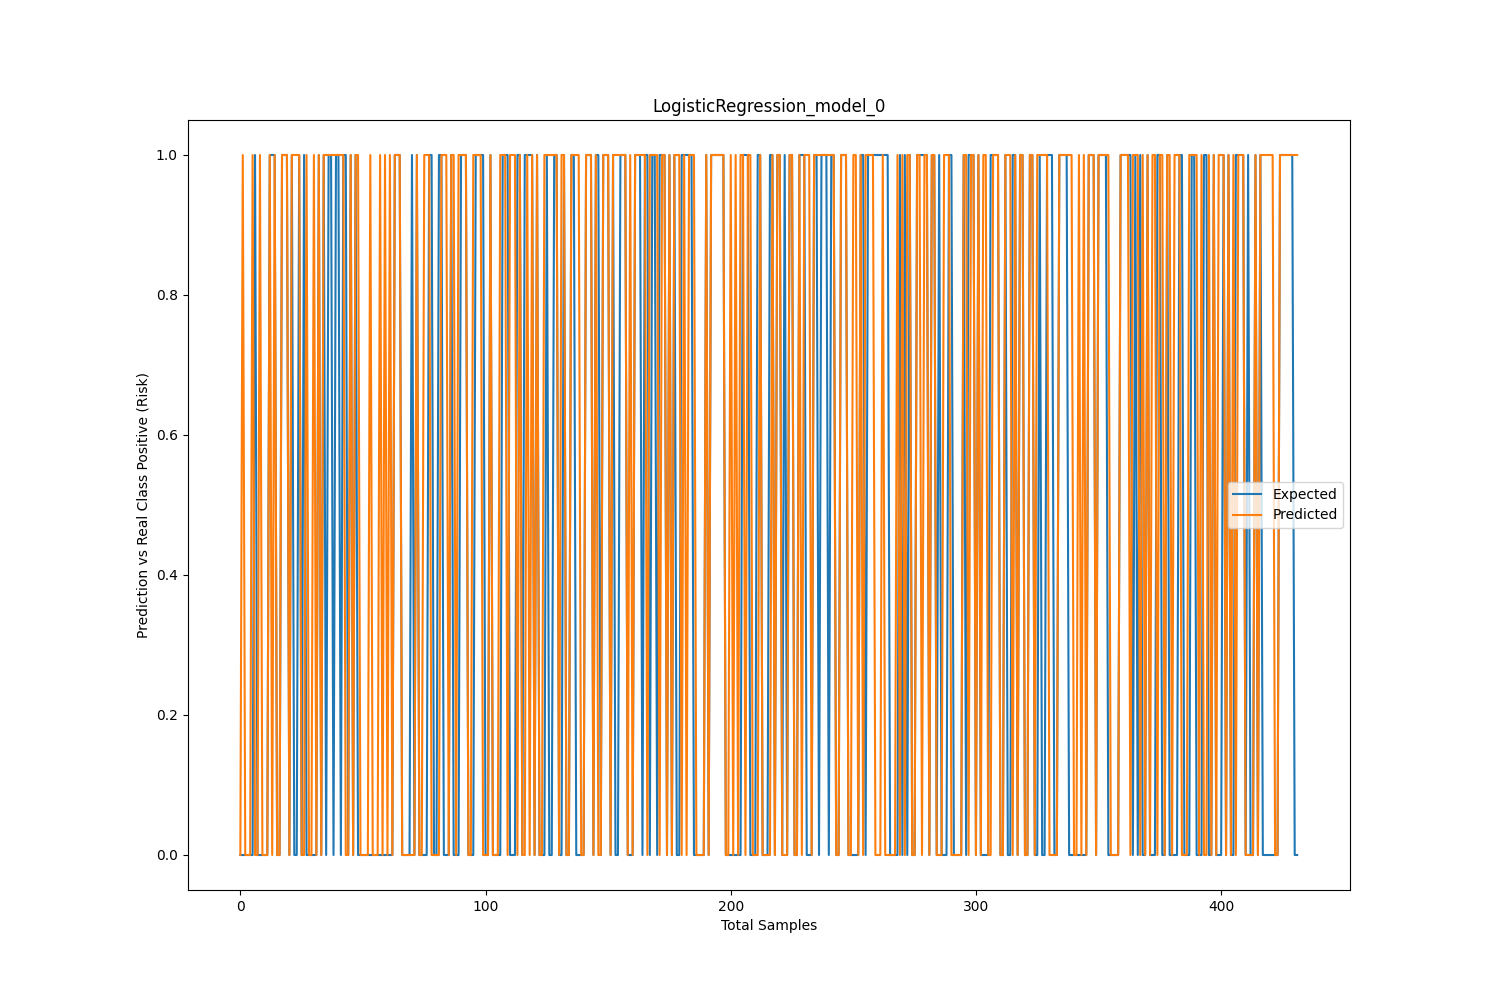 LogisticRegression_model_0
Prediction vs Real Class Positive (Risk)
1.0
0.8
0.6
0.4
0.2
0.0
Expected
Predicted
0 100 200 300 400
Total Samples